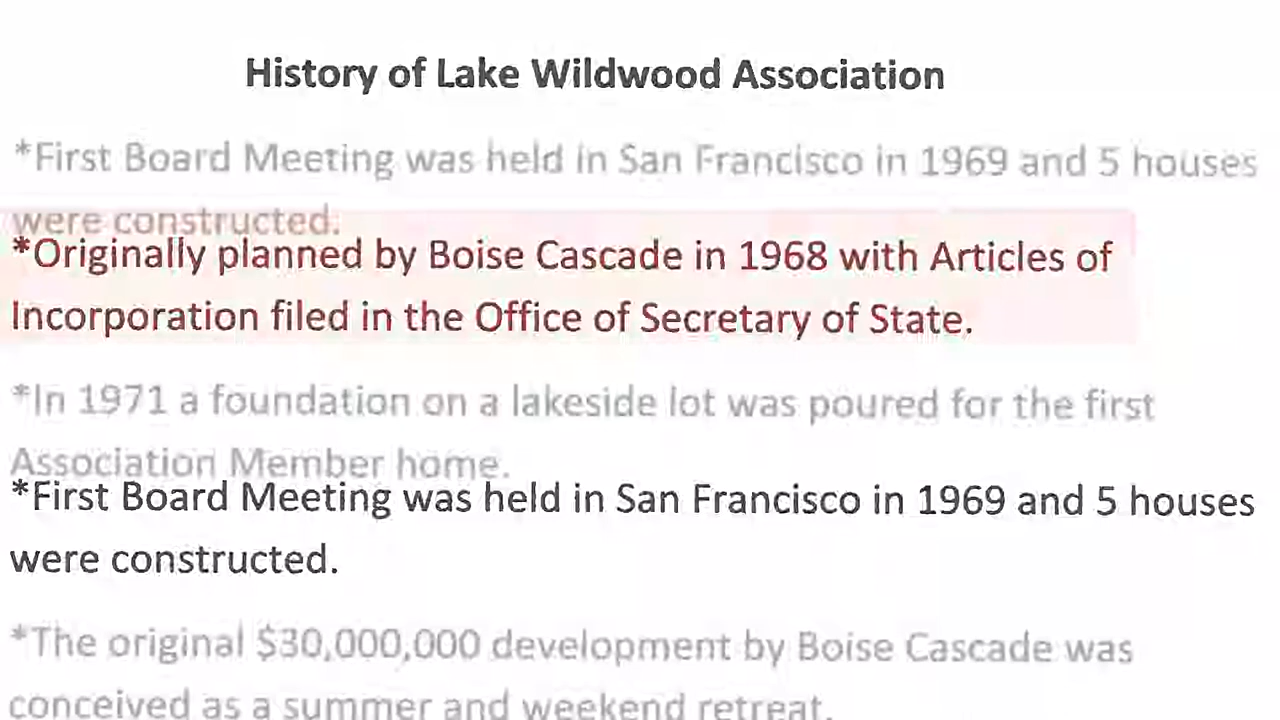 History of Lake Wildwood Association
*First Board Meeting was held in San Francisco in 1969 and 5 houses
were constructed.
*Originally planned by Boise Cascade in 1968 with Articles of
Incorporation filed in the Office of Secretary of State.
*In 1971 a foundation on a lakeside lot was poured for the first
Association Member home.
*First Board Meeting was held in San Francisco in 1969 and 5 houses
were constructed.
*The original $30,000,000 development by Boise Cascade was
conceived as a summer and weekend retreat.